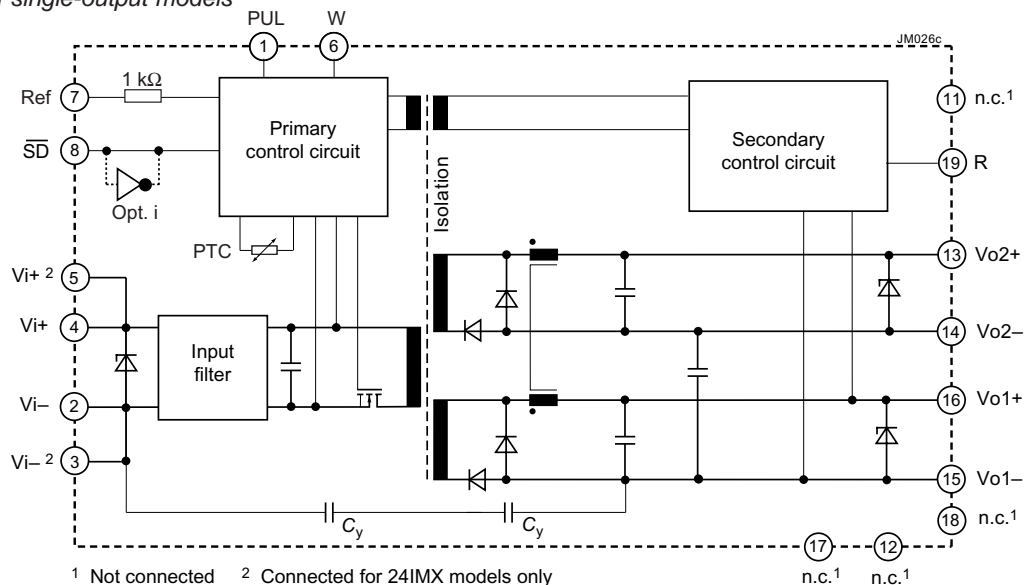 single-output models
PUL W
JM026c
1 6
Ref 7 1 kΩ
11 n.c.1
Primary
control circuit
Secondary
control circuit
S̅D̅ 8
19 R
Opt. i
Isolation
PTC
Vi+ 2 5
13 Vo2+
Vi+ 4
14 Vo2–
Input
filter
Vi– 2
16 Vo1+
Vi– 2 3
15 Vo1–
Cy Cy
18 n.c.1
17 12
n.c.1 n.c.1
1 Not connected 2 Connected for 24IMX models only